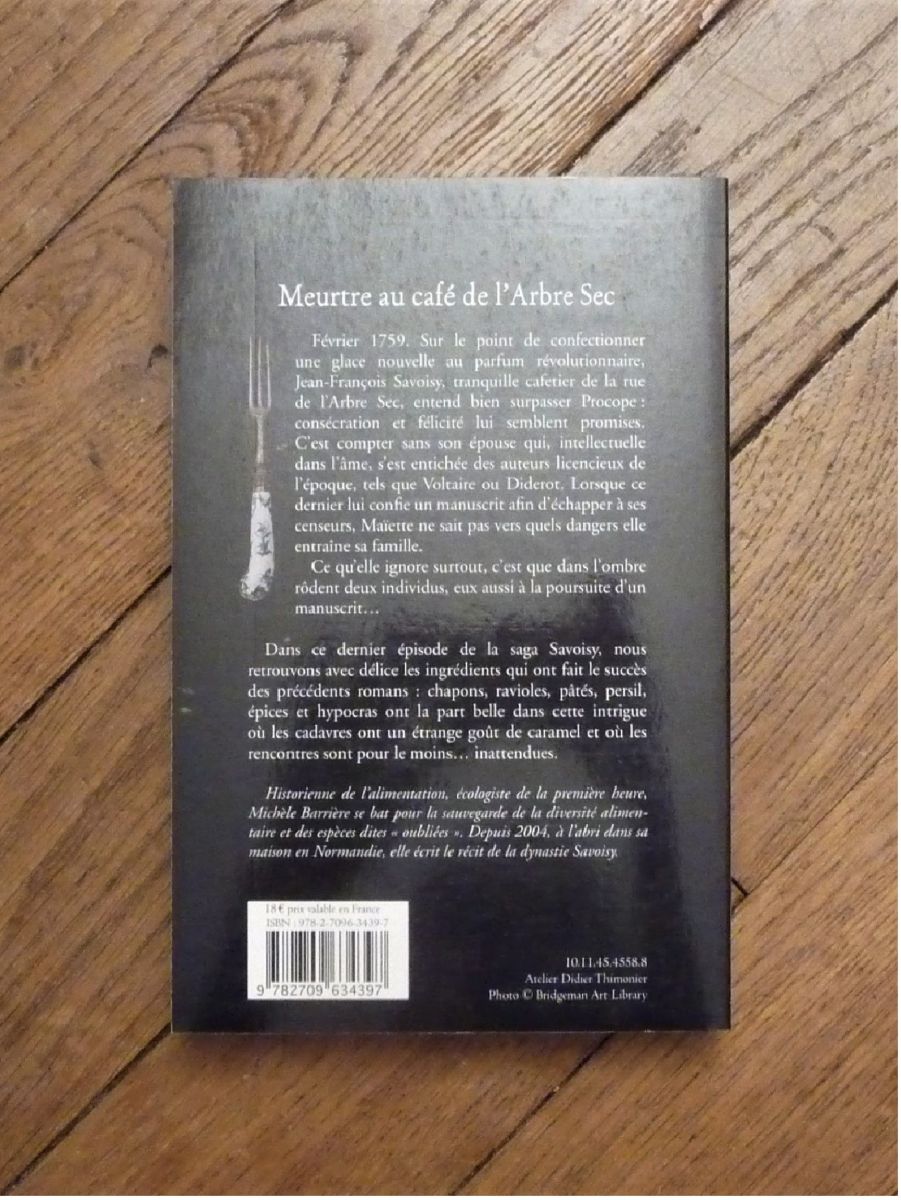 Meurtre au café de l'Arbre Sec
Février 1759. Sur le point de confectionner
une glace nouvelle au parfum révolutionnaire,
Jean-François Savoisy, tranquille cafetier de la rue
de l'Arbre Sec, entend bien surpasser Procope :
consécration et félicité lui semblent promises.
C'est compter sans son épouse qui, intellectuelle
dans l'âme, s'est entichée des auteurs licencieux de
l'époque, tels que Voltaire ou Diderot. Lorsque ce
dernier lui confie un manuscrit afin d'échapper à ses
censeurs, Maïette ne sait pas vers quels dangers elle
entraîne sa famille.
Ce qu'elle ignore surtout, c'est que dans l'ombre
rôdent deux individus, eux aussi à la poursuite d'un
manuscrit…
Dans ce dernier épisode de la saga Savoisy, nous
retrouvons avec délice les ingrédients qui ont fait le succès
des précédents romans : chapons, ravioles, pâtés, persil,
épices et hypocras ont la part belle dans cette intrigue
où les cadavres ont un étrange goût de caramel et où les
rencontres sont pour le moins… inattendues.
Historienne de l'alimentation, écologiste de la première heure,
Michèle Barrière se bat pour la sauvegarde de la diversité alimen-
taire et des espèces dites « oubliées ». Depuis 2004, à l'abri dans sa
maison en Normandie, elle écrit le récit de la dynastie Savoisy.
18 € prix valable en France
ISBN : 978-2-7096-3439-7
9 782709 634397
10.11.45.4558.8
Atelier Didier Thimonier
Photo © Bridgeman Art Library